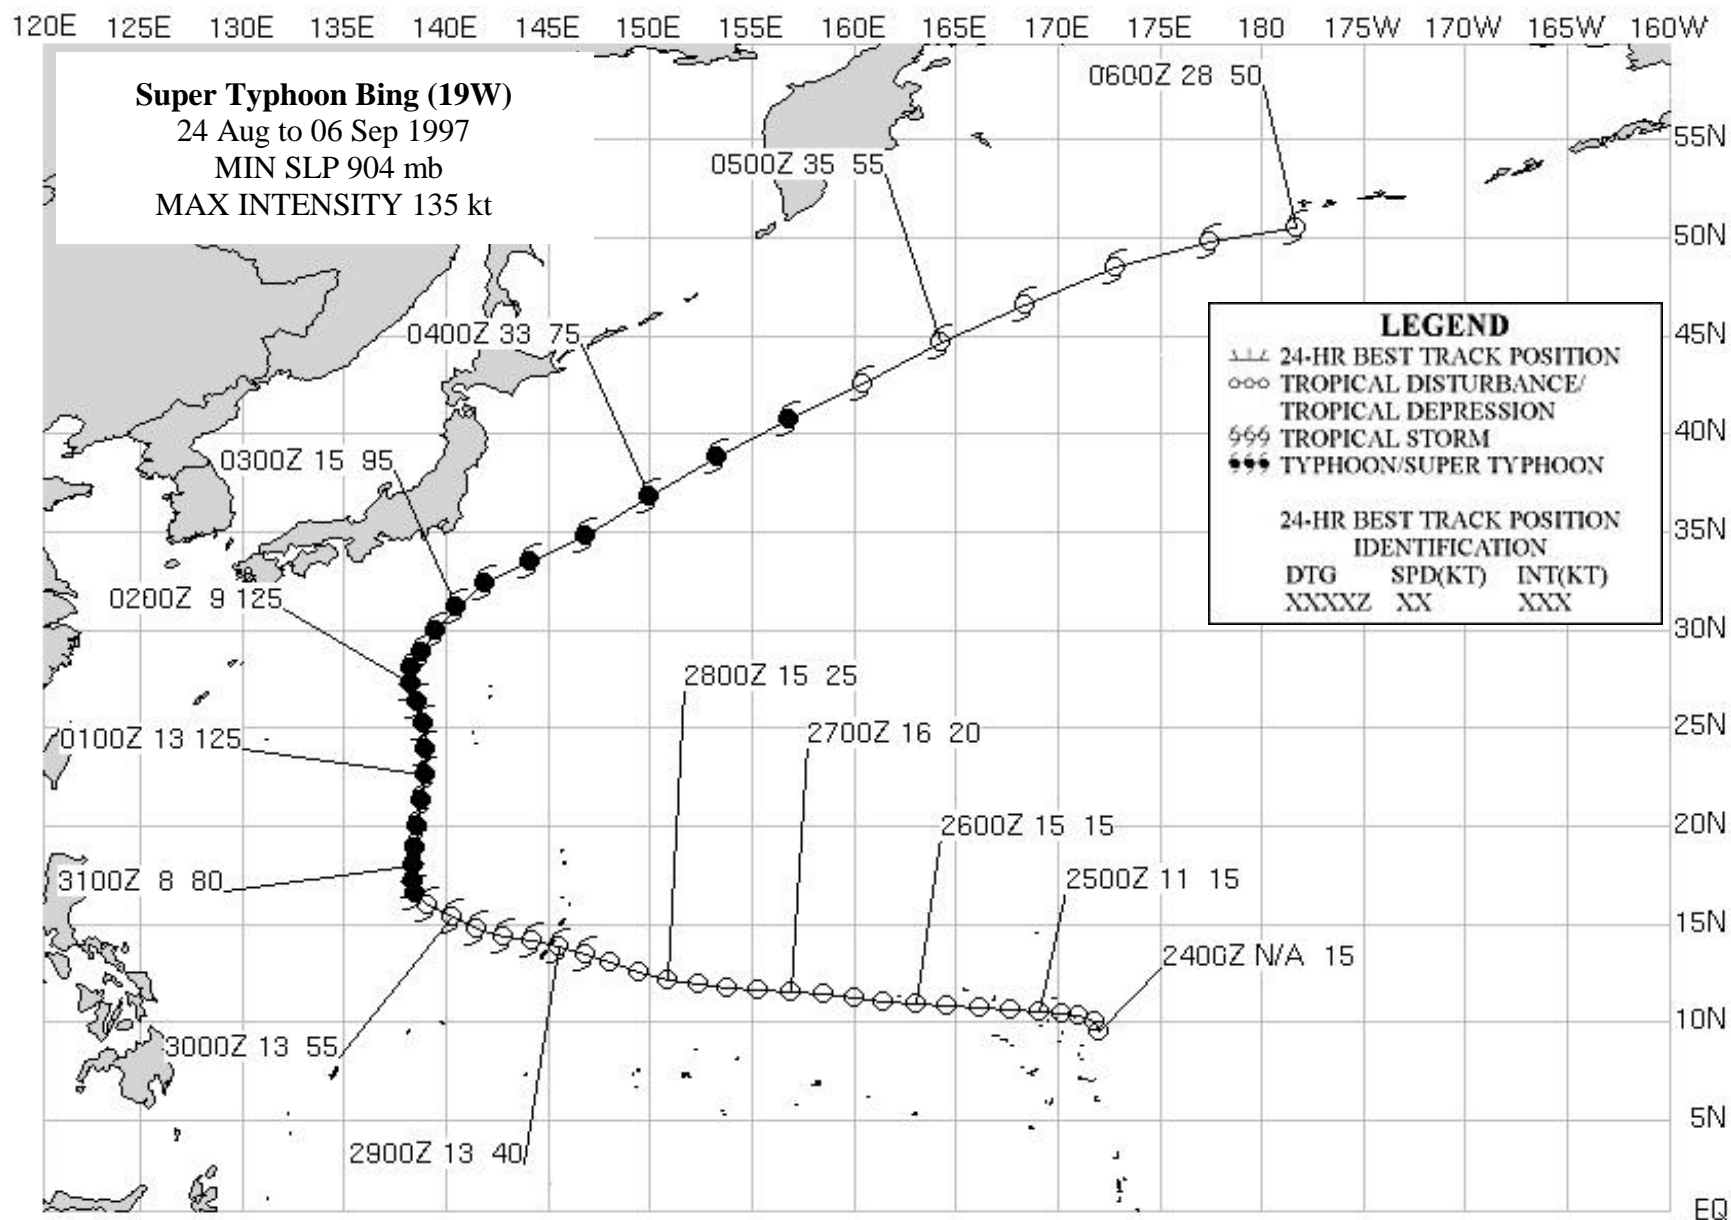 120E 125E 130E 135E 140E 145E 150E 155E 160E 165E 170E 175E 180 175W 170W 165W 160W
Super Typhoon Bing (19W)
24 Aug to 06 Sep 1997
MIN SLP 904 mb
MAX INTENSITY 135 kt
0600Z 28 50
55N
0500Z 35 55
50N
LEGEND
24-HR BEST TRACK POSITION
TROPICAL DISTURBANCE/
TROPICAL DEPRESSION
TROPICAL STORM
TYPHOON/SUPER TYPHOON
24-HR BEST TRACK POSITION
IDENTIFICATION
DTG SPD(KT) INT(KT)
XXXXZ XX XXX
0400Z 33 75
45N
40N
0300Z 15 95
35N
0200Z 9 125
30N
2800Z 15 25
25N
0100Z 13 125
2700Z 16 20
20N
2600Z 15 15
3100Z 8 80
2500Z 11 15
15N
2400Z N/A 15
10N
3000Z 13 55
5N
2900Z 13 40
EQ